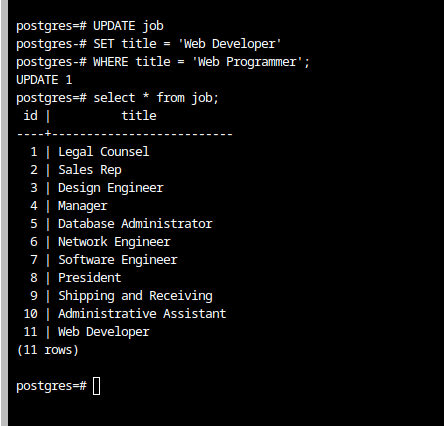 postgres=# UPDATE job
postgres-# SET title = 'Web Developer'
postgres-# WHERE title = 'Web Programmer';
UPDATE 1
postgres=# select * from job;
 id |          title
----+--------------------------
  1 | Legal Counsel
  2 | Sales Rep
  3 | Design Engineer
  4 | Manager
  5 | Database Administrator
  6 | Network Engineer
  7 | Software Engineer
  8 | President
  9 | Shipping and Receiving
 10 | Administrative Assistant
 11 | Web Developer
(11 rows)

postgres=#